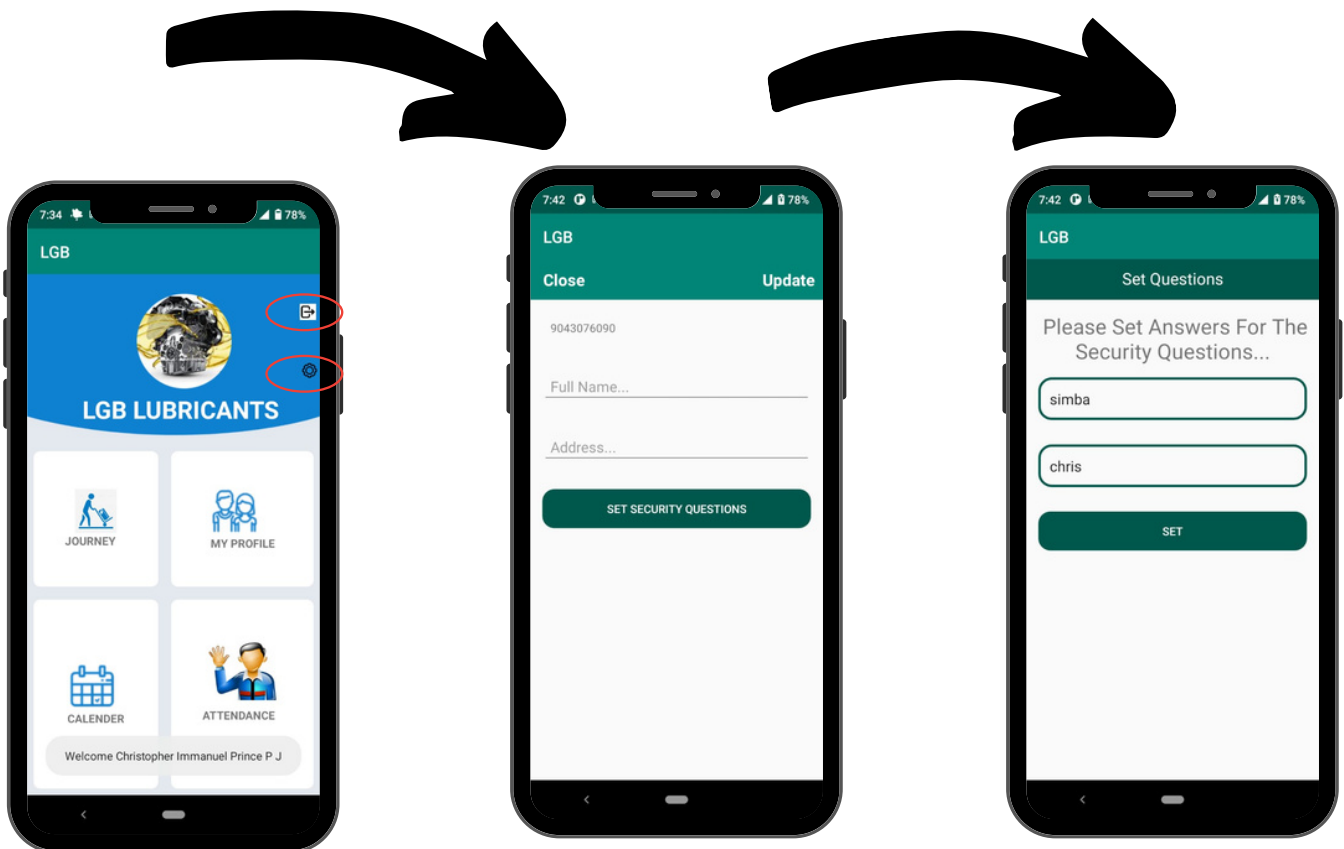 7:34
78%
LGB
LGB LUBRICANTS
JOURNEY
MY PROFILE
CALENDER
ATTENDANCE
Welcome Christopher Immanuel Prince P J
7:42
78%
LGB
Close
Update
9043076090
Full Name...
Address...
SET SECURITY QUESTIONS
7:42
78%
LGB
Set Questions
Please Set Answers For The
Security Questions...
simba
chris
SET